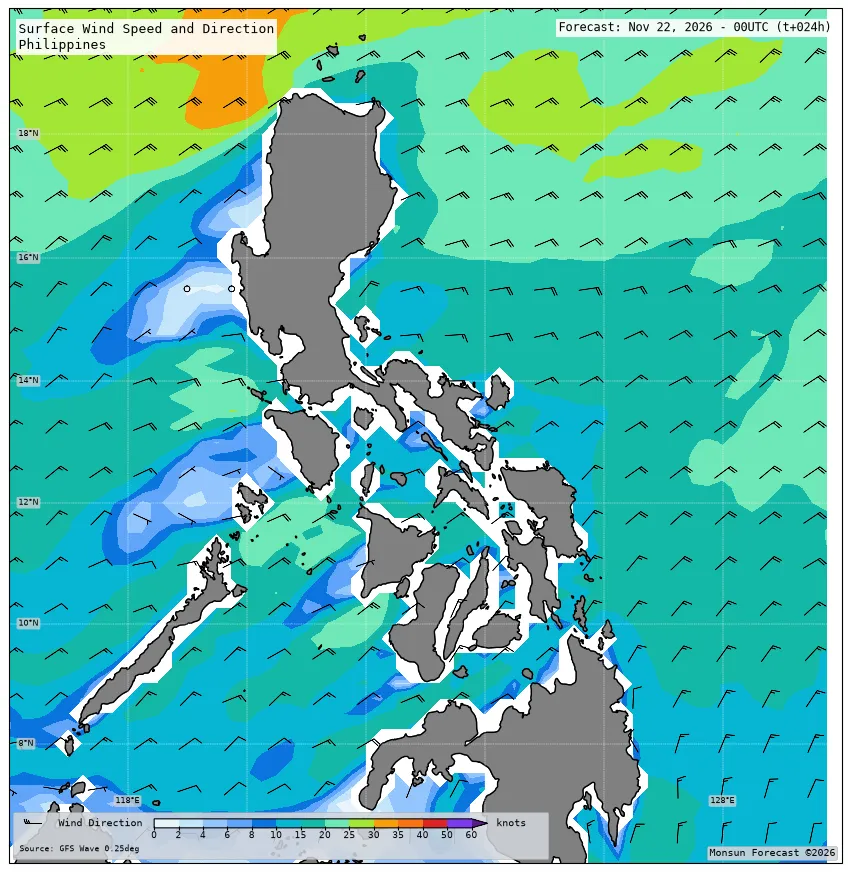 Surface Wind Speed and Direction
Philippines
Forecast: Nov 22, 2026 - 00UTC (t+024h)
18°N
16°N
14°N
12°N
10°N
8°N
118°E
128°E
Wind Direction
0 2 4 6 8 10 15 20 25 30 35 40 50 60 knots
Source: GFS Wave 0.25deg
Monsun Forecast ©2026